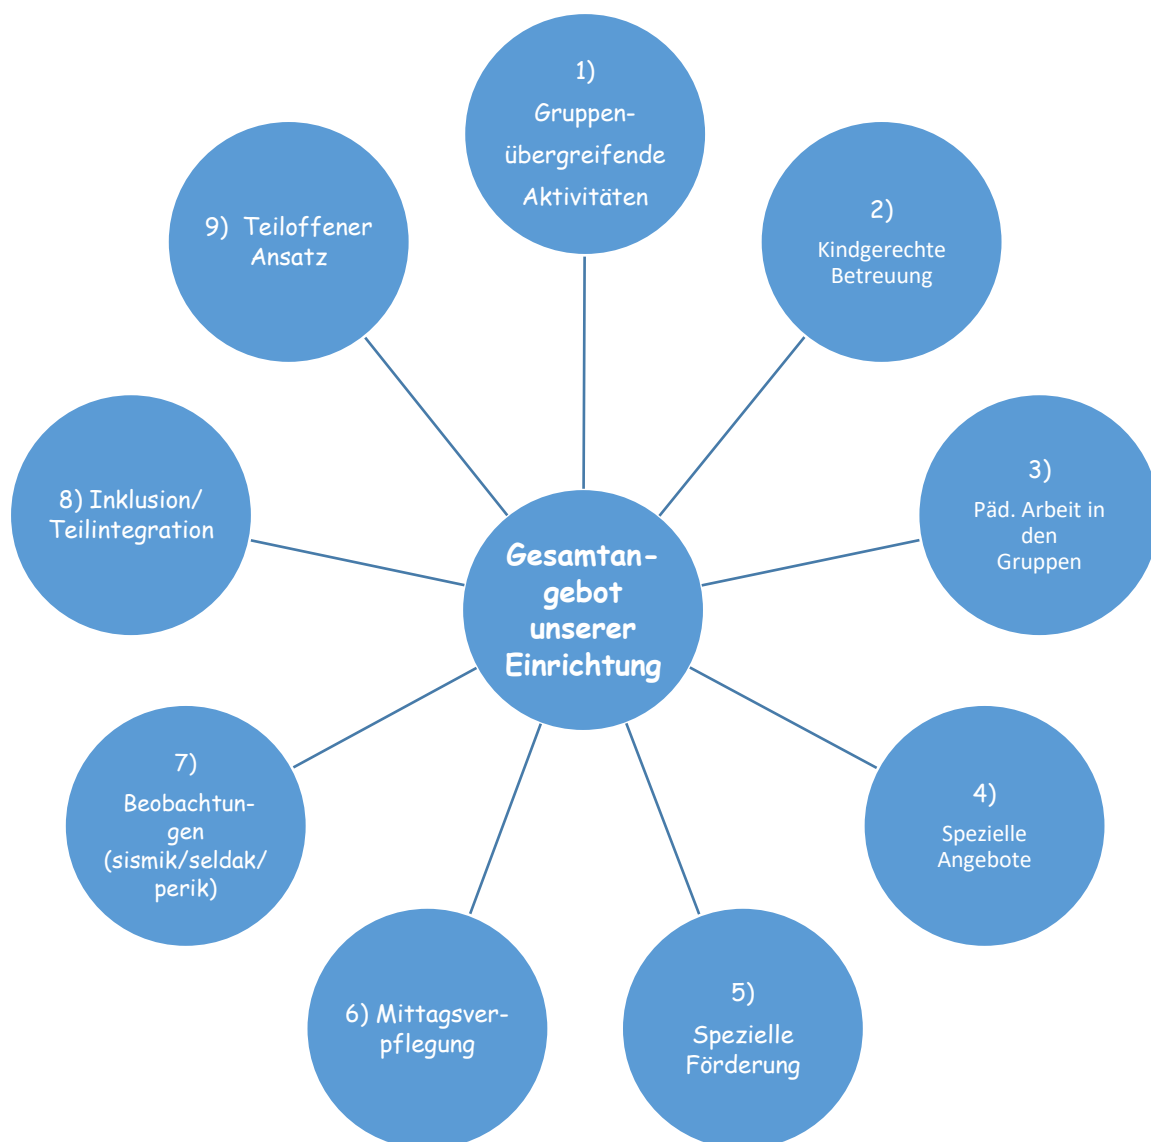 1)
Gruppen-
übergreifende
Aktivitäten
2)
Kindgerechte
Betreuung
3)
Päd. Arbeit in
den
Gruppen
4)
Spezielle
Angebote
5)
Spezielle
Förderung
6) Mittagsver-
pflegung
7)
Beobachtun-
gen
(sismik/seldak/
perik)
8) Inklusion/
Teilintegration
9) Teiloffener
Ansatz
Gesamtan-
gebot
unserer
Einrichtung